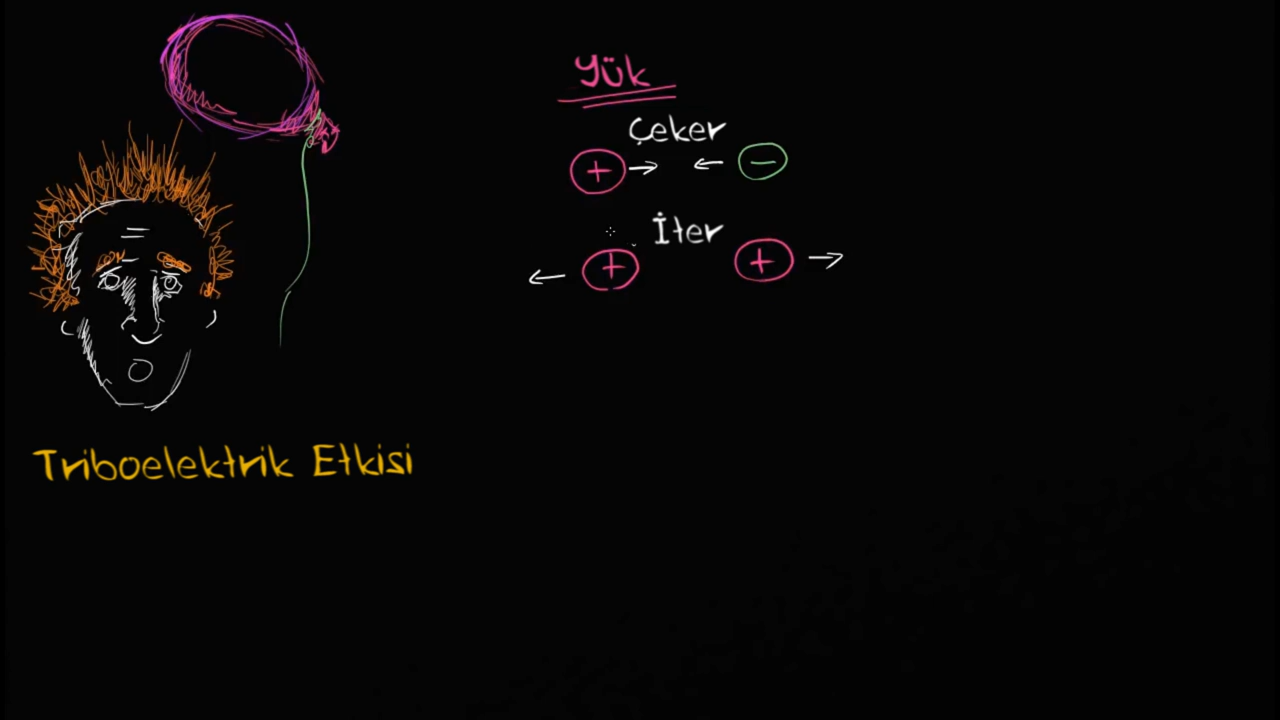 Yük
Çeker
+ → ← −
İter
← + + →
Triboelektrik Etkisi